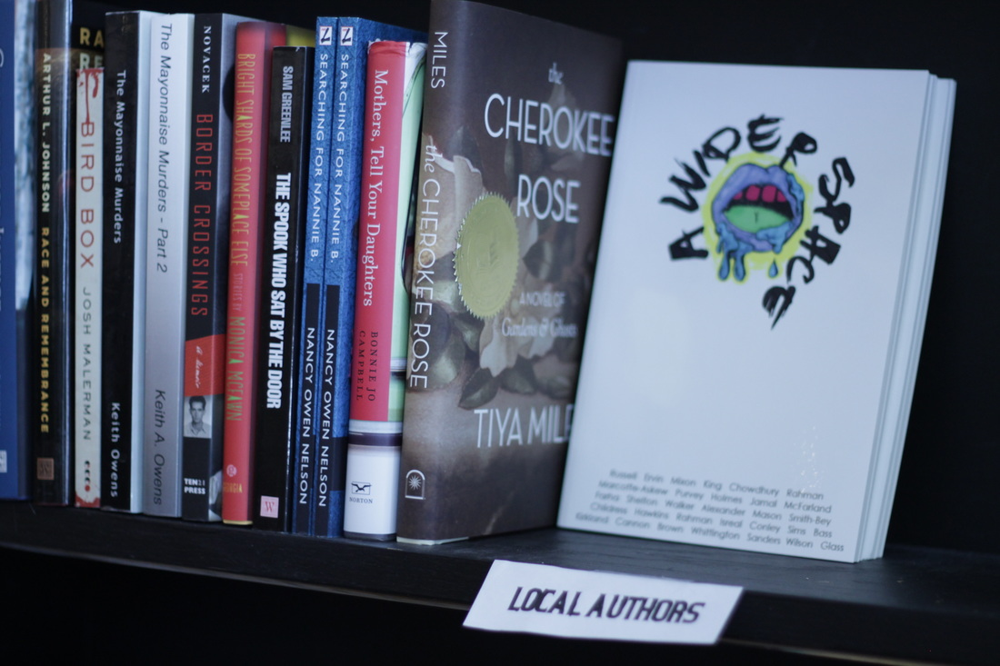 ARTHUR L. JOHNSON RACE AND REMEMBRANCE
RA
RE
BIRD BOX JOSH MALERMAN
The Mayonnaise Murders Keith Owens
The Mayonnaise Murders - Part 2 Keith A. Owens
NOVACEK BORDER CROSSINGS a memoir
TEN21
PRESS
BRIGHT SHARDS OF SOMEPLACE ELSE STORIES BY MONICA MCFAWN
GEORGIA
SAM GREENLEE THE SPOOK WHO SAT BY THE DOOR
W
N SEARCHING FOR NANNIE B. NANCY OWEN NELSON
N SEARCHING FOR NANNIE B. NANCY OWEN NELSON
Mothers, Tell Your Daughters
BONNIE JO
CAMPBELL
NORTON
MILES the CHEROKEE ROSE
the
CHEROKEE
ROSE
A NOVEL OF
Gardens & Ghosts
TIYA MILE
A WIDER SPACE
Russell Ervin Mixon King Chowdhury Rahman
Marcotte-Askew Purvey Holmes Jamal McFarland
Shelton Walker Alexander Mason Smith-Bey
Childress Hawkins Rahman Isreal Conley Sims Bass
Kirkland Cannon Brown Whittington Sanders Wilson Glass
LOCAL AUTHORS